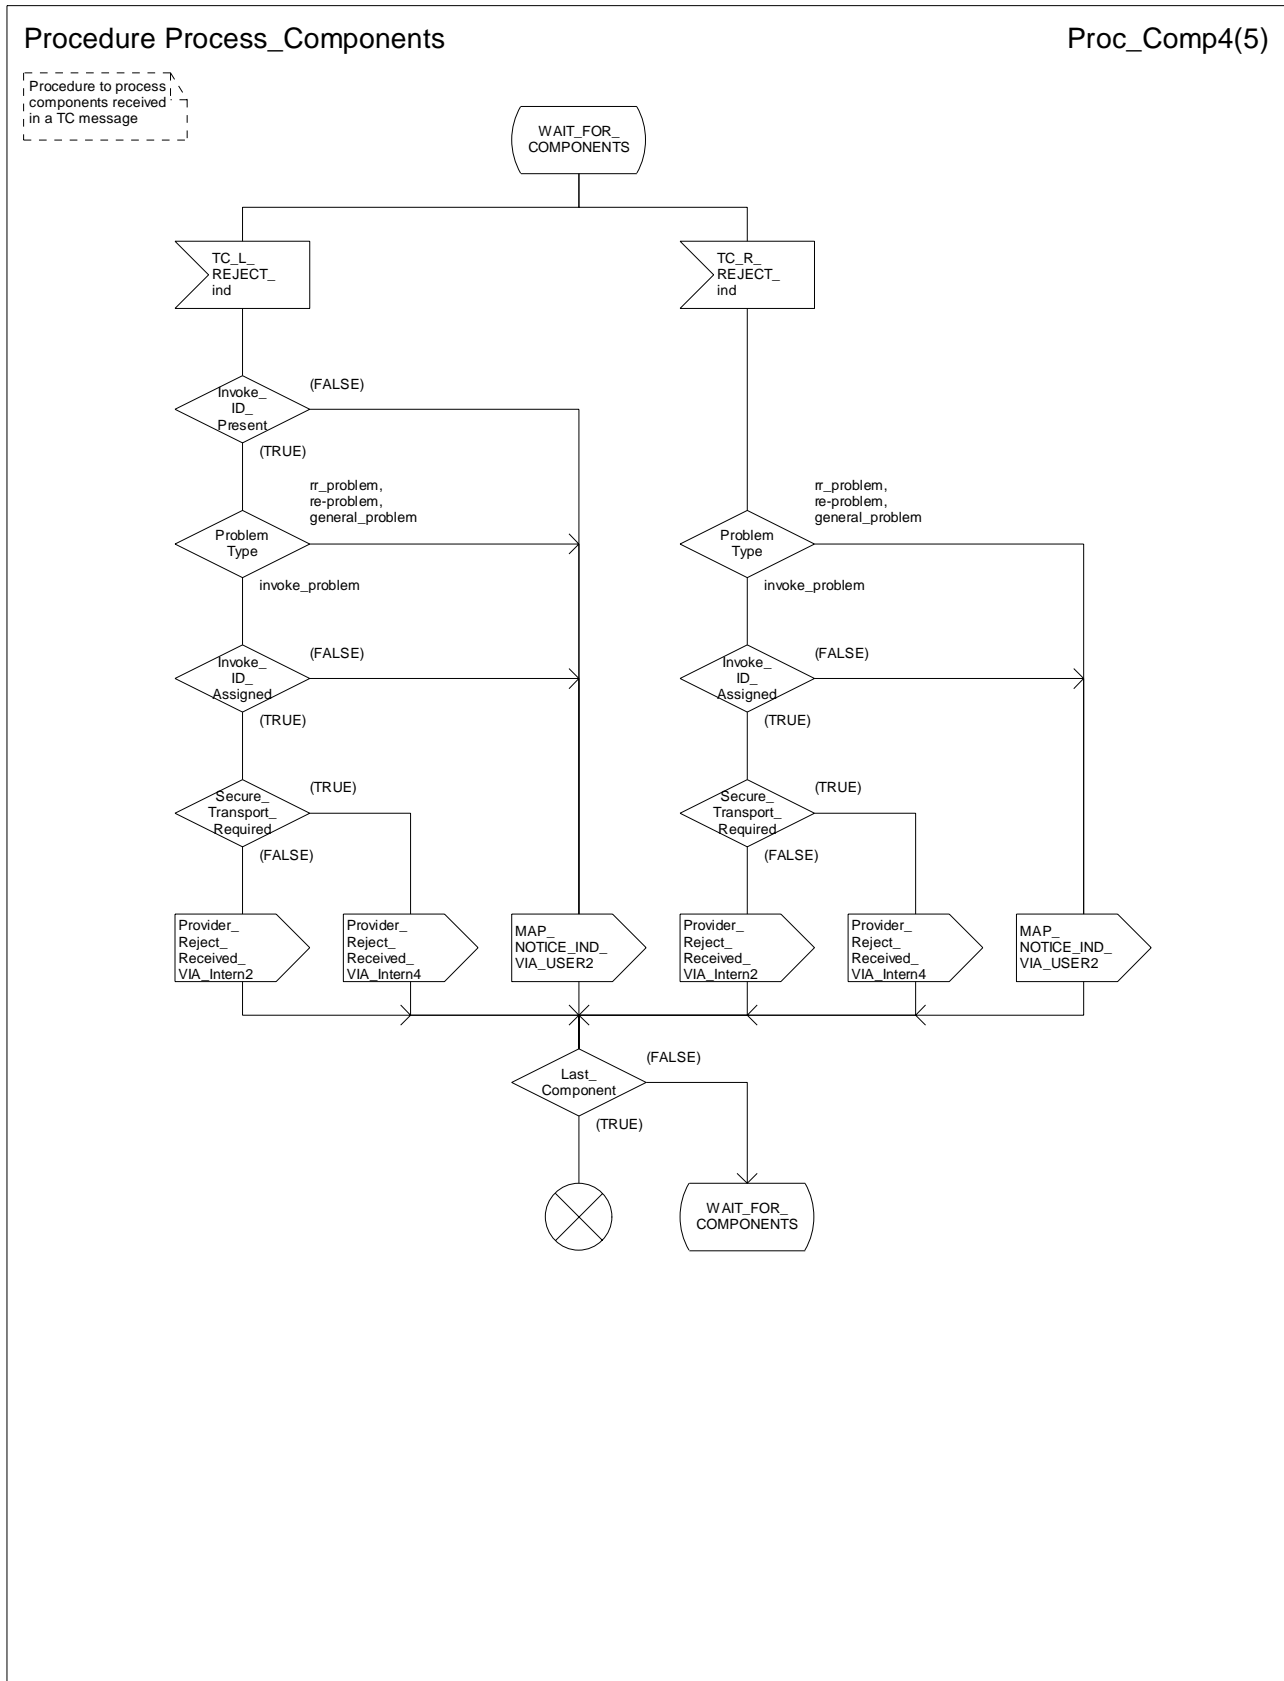 Procedure Process_Components
Proc_Comp4(5)
Procedure to process
components received
in a TC message
WAIT_FOR_
COMPONENTS
TC_L_
REJECT_
ind
TC_R_
REJECT_
ind
Invoke_
ID_
Present
(FALSE)
(TRUE)
rr_problem,
re-problem,
general_problem
Problem
Type
invoke_problem
rr_problem,
re-problem,
general_problem
Problem
Type
invoke_problem
Invoke_
ID_
Assigned
(FALSE)
(TRUE)
Invoke_
ID_
Assigned
(FALSE)
(TRUE)
Secure_
Transport_
Required
(TRUE)
(FALSE)
Secure_
Transport_
Required
(TRUE)
(FALSE)
Provider_
Reject_
Received_
VIA_Intern2
Provider_
Reject_
Received_
VIA_Intern4
MAP_
NOTICE_IND_
VIA_USER2
Provider_
Reject_
Received_
VIA_Intern2
Provider_
Reject_
Received_
VIA_Intern4
MAP_
NOTICE_IND_
VIA_USER2
Last_
Component
(FALSE)
(TRUE)
WAIT_FOR_
COMPONENTS